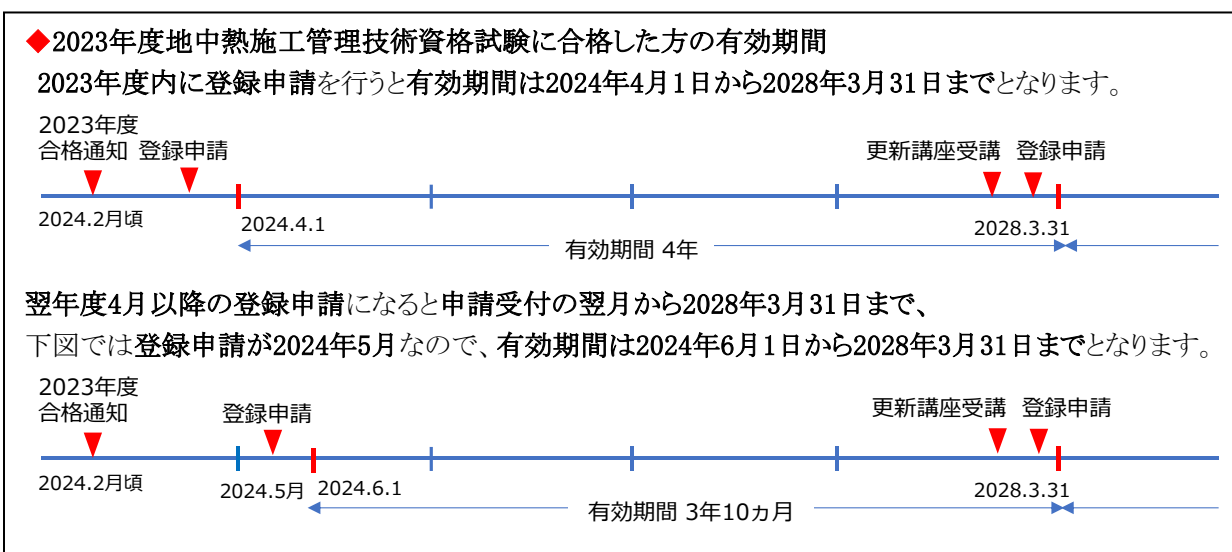 ◆2023年度地中熱施工管理技術資格試験に合格した方の有効期間
2023年度内に登録申請を行うと有効期間は2024年4月1日から2028年3月31日までとなります。
2023年度
合格通知 登録申請
更新講座受講 登録申請
2024.2月頃
2024.4.1
2028.3.31
有効期間 4年
翌年度4月以降の登録申請になると申請受付の翌月から2028年3月31日まで、
下図では登録申請が2024年5月なので、有効期間は2024年6月1日から2028年3月31日までとなります。
2023年度
合格通知
登録申請
更新講座受講 登録申請
2024.2月頃
2024.5月
2024.6.1
2028.3.31
有効期間 3年10ヵ月